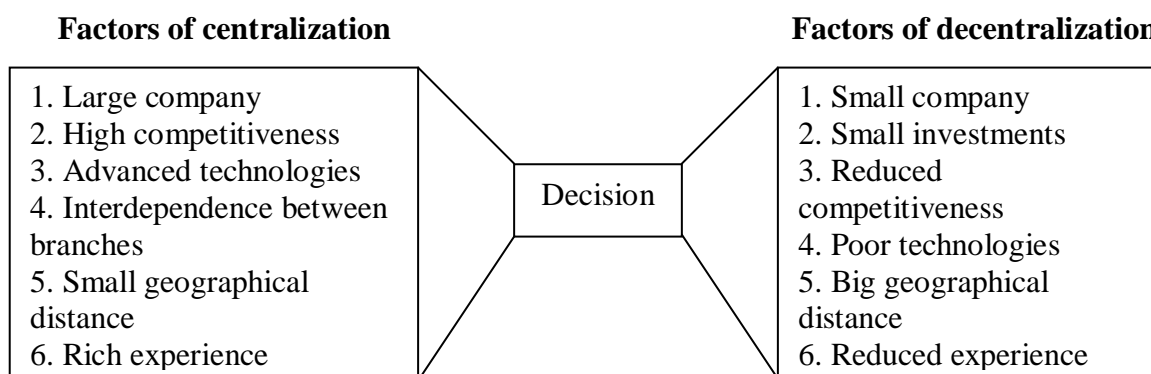 Factors of centralization
Factors of decentralization
1. Large company
2. High competitiveness
3. Advanced technologies
4. Interdependence between
branches
5. Small geographical
distance
6. Rich experience
Decision
1. Small company
2. Small investments
3. Reduced
competitiveness
4. Poor technologies
5. Big geographical
distance
6. Reduced experience